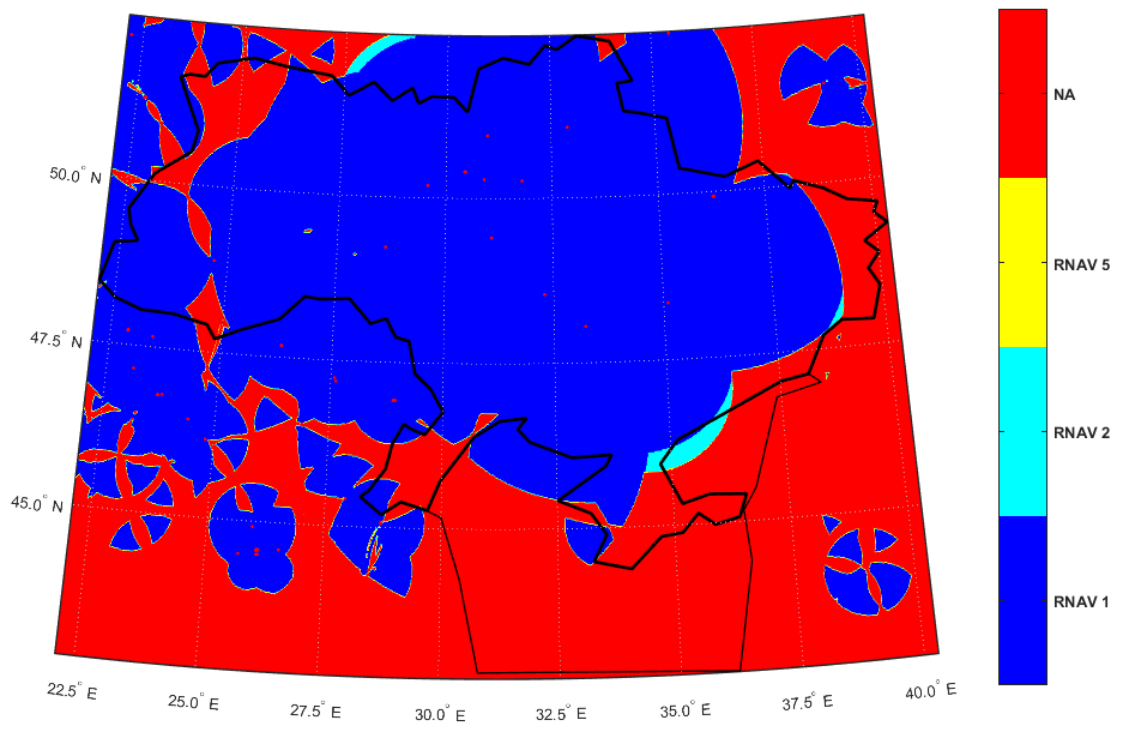 NA
RNAV 5
RNAV 2
RNAV 1
50.0° N
47.5° N
45.0° N
22.5° E
25.0° E
27.5° E
30.0° E
32.5° E
35.0° E
37.5° E
40.0° E